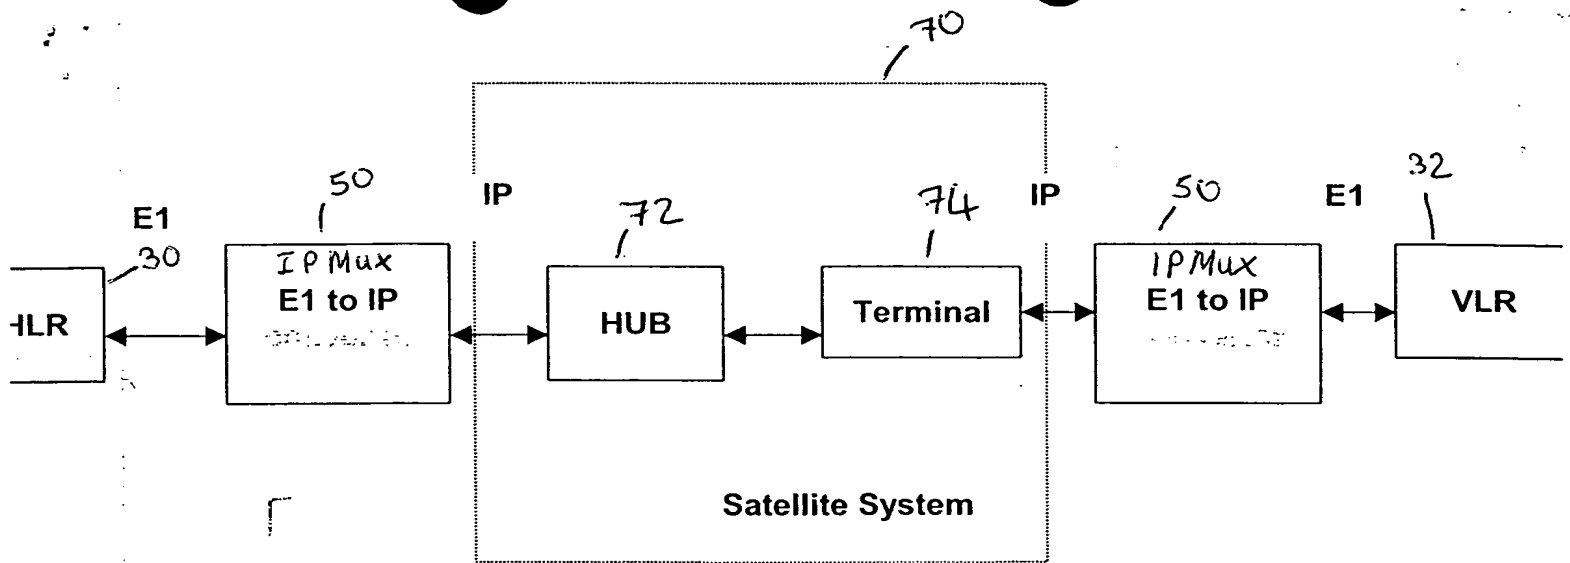 70
50
IP
72
74
IP
50
E1
32
E1
30
IP Mux
E1 to IP
HLR
HUB
Terminal
IP Mux
E1 to IP
VLR
Satellite System